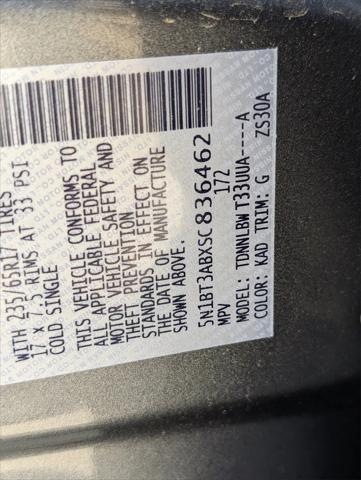 WITH 235/65R17 TIRES
17 x 7.5 RIMS AT 33 PSI
COLD SINGLE
THIS VEHICLE CONFORMS TO
ALL APPLICABLE FEDERAL
MOTOR VEHICLE SAFETY AND
THEFT PREVENTION
STANDARDS IN EFFECT ON
THE DATE OF MANUFACTURE
SHOWN ABOVE.
5N1BT3ABXSC836462
MPV 172
MODEL: TDNNLBW T33UUA----A
COLOR: KAD TRIM: G ZS30A